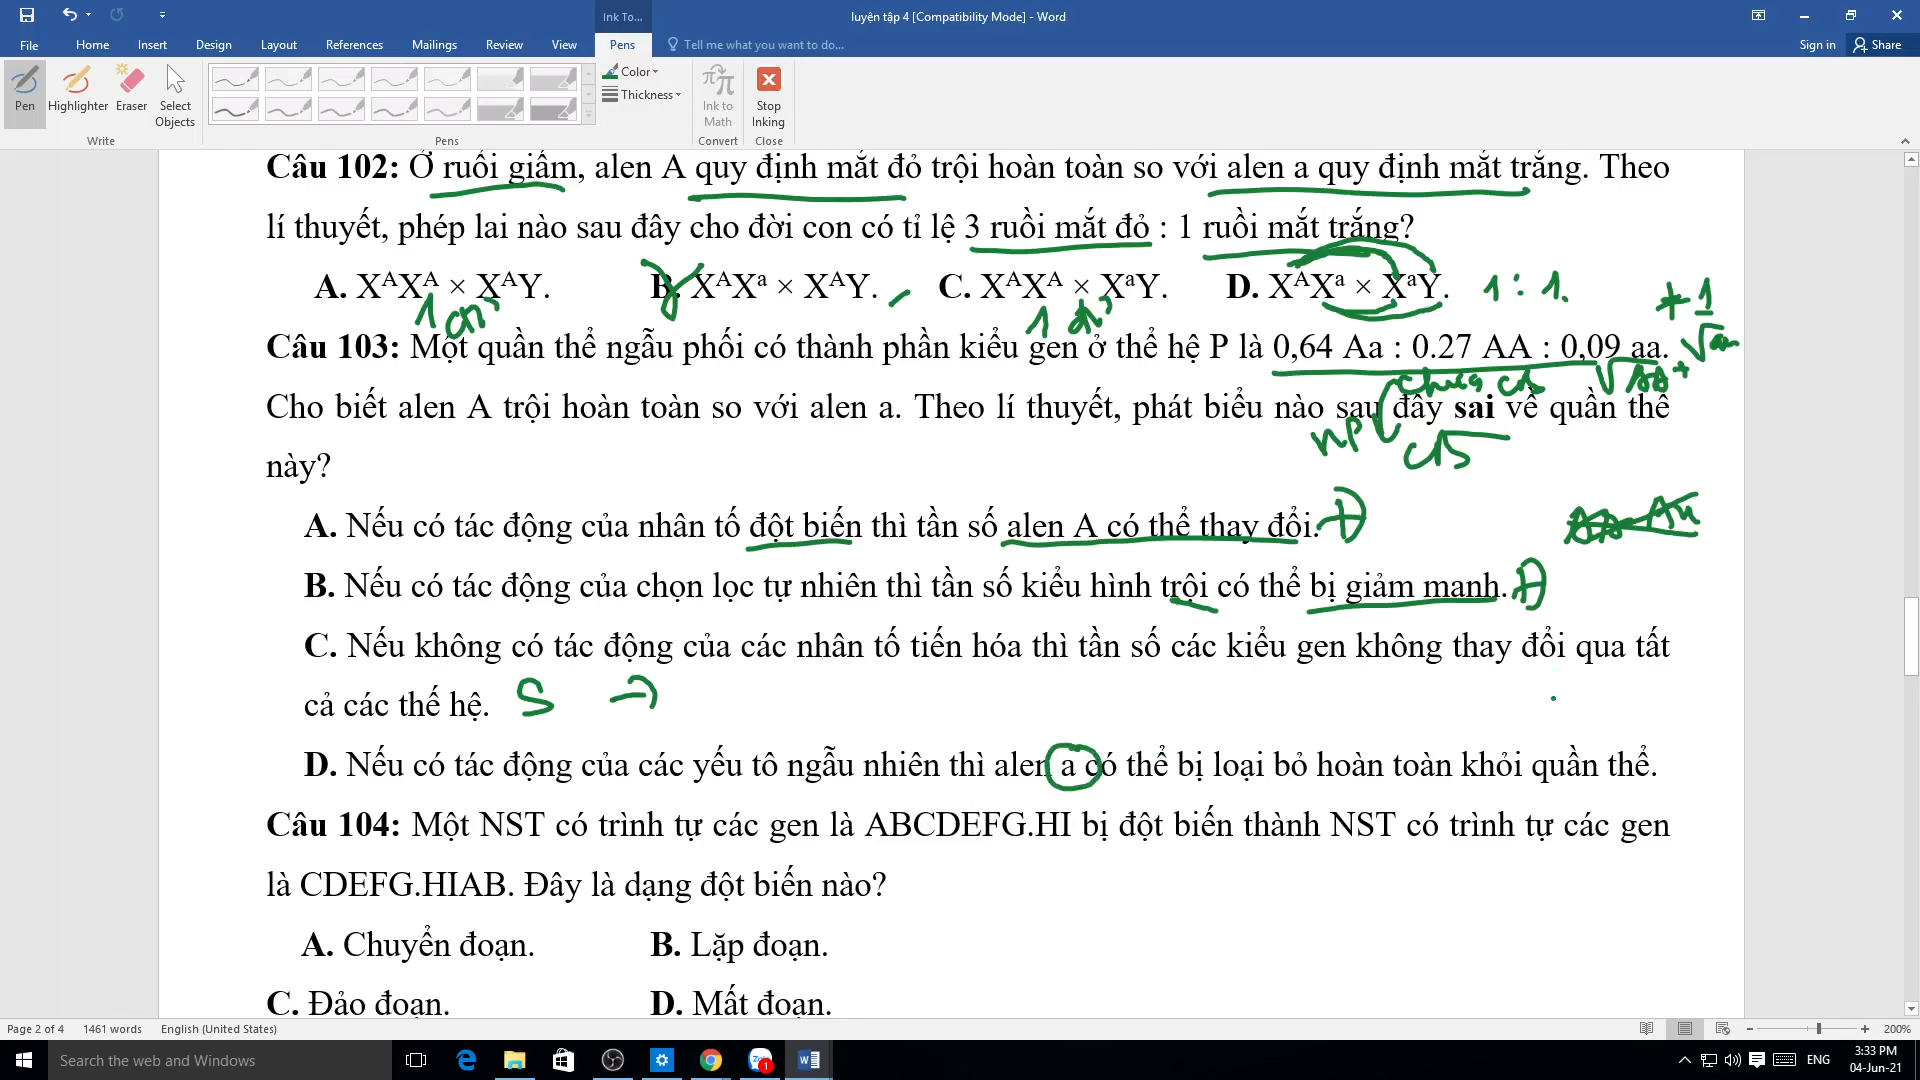 Ink To...
luyện tập 4 [Compatibility Mode] - Word
File Home Insert Design Layout References Mailings Review View Pens Tell me what you want to do... Sign in Share
Pen Highlighter Eraser Select Objects
Color
Thickness
Ink to Math
Stop Inking
Write Pens Convert Close
Câu 102: Ở ruồi giấm, alen A quy định mắt đỏ trội hoàn toàn so với alen a quy định mắt trắng. Theo
lí thuyết, phép lai nào sau đây cho đời con có tỉ lệ 3 ruồi mắt đỏ : 1 ruồi mắt trắng?
A. XᴬXᴬ × XᴬY. B. XᴬXᵃ × XᴬY. C. XᴬXᴬ × XᵃY. D. XᴬXᵃ × XᵃY. 1 : 1.
+1
Câu 103: Một quần thể ngẫu phối có thành phần kiểu gen ở thể hệ P là 0,64 Aa : 0.27 AA : 0,09 aa.
chưa CB √AA + √aa
Cho biết alen A trội hoàn toàn so với alen a. Theo lí thuyết, phát biểu nào sau đây sai về quần thể
NP CB
này?
A. Nếu có tác động của nhân tố đột biến thì tần số alen A có thể thay đổi. Đ
B. Nếu có tác động của chọn lọc tự nhiên thì tần số kiểu hình trội có thể bị giảm manh. Đ
C. Nếu không có tác động của các nhân tố tiến hóa thì tần số các kiểu gen không thay đổi qua tất
cả các thế hệ. S →
D. Nếu có tác động của các yếu tô ngẫu nhiên thì alen a có thể bị loại bỏ hoàn toàn khỏi quần thể.
Câu 104: Một NST có trình tự các gen là ABCDEFG.HI bị đột biến thành NST có trình tự các gen
là CDEFG.HIAB. Đây là dạng đột biến nào?
A. Chuyển đoạn. B. Lặp đoạn.
C. Đảo đoạn. D. Mất đoạn.
Page 2 of 4 1461 words English (United States) 200%
Search the web and Windows
ENG
3:33 PM
04-Jun-21